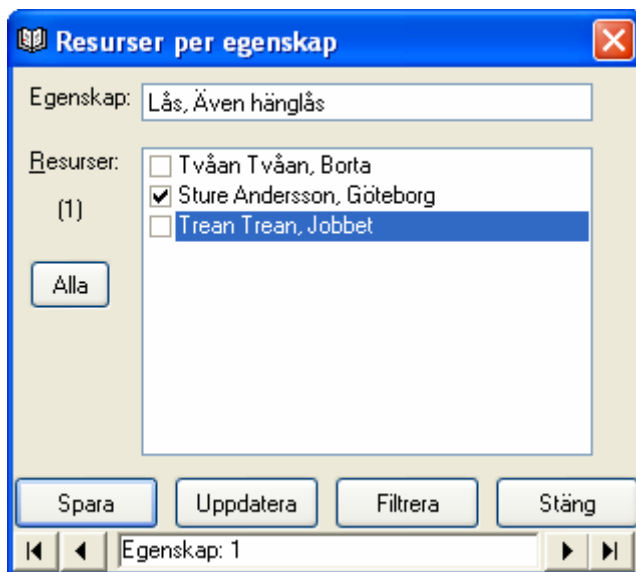 Resurser per egenskap
Egenskap: Lås, Även hänglås
Resurser:
Tvåan Tvåan, Borta
Sture Andersson, Göteborg
(1)
Trean Trean, Jobbet
Alla
Spara Uppdatera Filtrera Stäng
Egenskap: 1